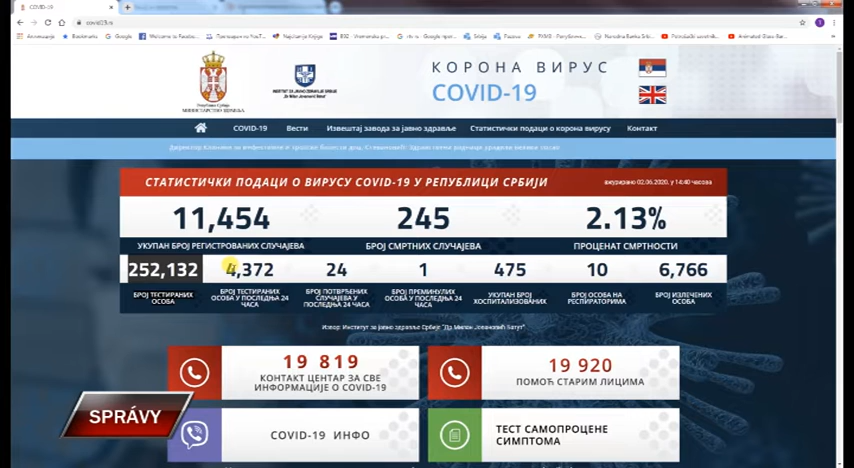 COVID-19
covid19.rs
Апликације
Bookmarks
Google
Welcome to Faceb...
КОРОНА ВИРУС
COVID-19
COVID-19 Вести Извештај завода за јавно здравље Статистички подаци о корона вирусу Контакт
СТАТИСТИЧКИ ПОДАЦИ О ВИРУСУ COVID-19 У РЕПУБЛИЦИ СРБИЈИ
ажурирано 02.06.2020, у 14:40 часова
11,454 245 2.13%
УКУПАН БРОЈ РЕГИСТРОВАНИХ СЛУЧАЈЕВА БРОЈ СМРТНИХ СЛУЧАЈЕВА ПРОЦЕНАТ СМРТНОСТИ
252,132 4,372 24 1 475 10 6,766
БРОЈ ТЕСТИРАНИХ
ОСОБА
БРОЈ ТЕСТИРАНИХ
ОСОБА У ПОСЛЕДЊА 24
ЧАСА
БРОЈ ПОТВРЂЕНИХ
СЛУЧАЈЕВА У
ПОСЛЕДЊА 24 ЧАСА
БРОЈ ПРЕМИНУЛИХ
ОСОБА У ПОСЛЕДЊА 24
ЧАСА
УКУПАН БРОЈ
ХОСПИТАЛИЗОВАНИХ
БРОЈ ОСОБА НА
РЕСПИРАТОРИМА
БРОЈ ИЗЛЕЧЕНИХ
ОСОБА
Извор: Институт за јавно здравље Србије "Др Милан Јовановић Батут"
19 819
КОНТАКТ ЦЕНТАР ЗА СВЕ
ИНФОРМАЦИЈЕ О COVID-19
19 920
ПОМОЋ СТАРИМ ЛИЦИМА
COVID-19 ИНФО
ТЕСТ САМОПРОЦЕНЕ
СИМПТОМА
SPRÁVY